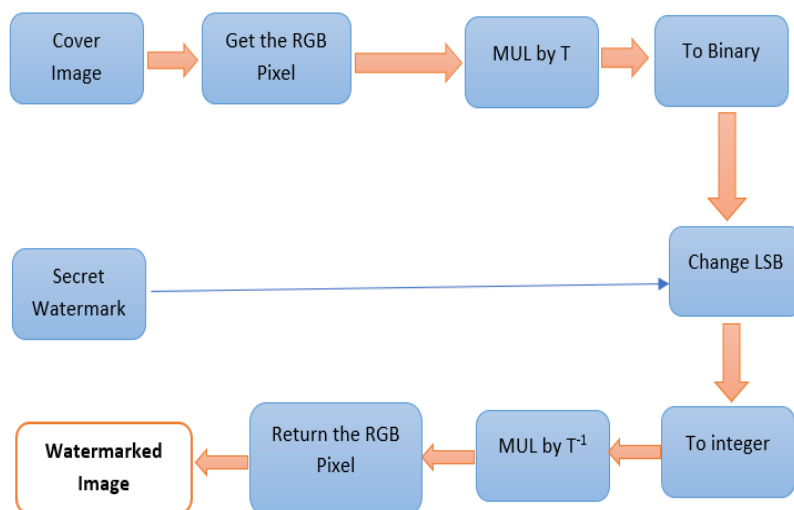 Cover
Image
Get the RGB
Pixel
MUL by T
To Binary
Secret
Watermark
Change LSB
Watermarked
Image
Return the RGB
Pixel
MUL by T⁻¹
To integer